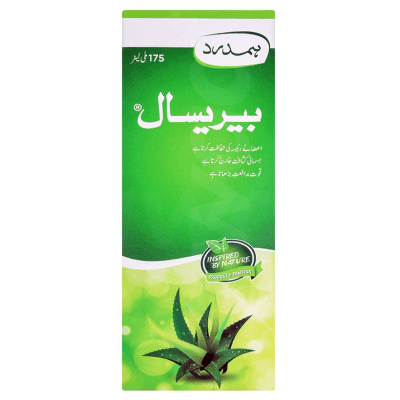 ہمدرد
175 ملی لیٹر
بیریسال®
اعضائے رئیسہ کی حفاظت کرتا ہے
جسمانی کثافت خارج کرتا ہے
قوت مدافعت بڑھاتا ہے
INSPIRED
BY NATURE